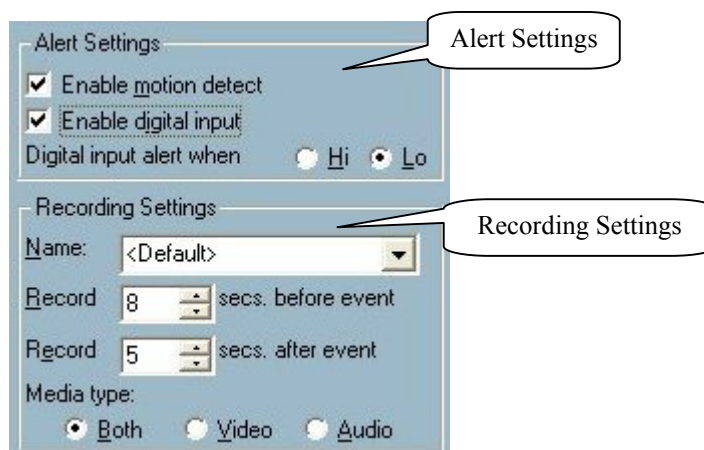 Alert Settings
Alert Settings
Enable motion detect
Enable digital input
Digital input alert when Hi Lo
Recording Settings
Recording Settings
Name: <Default>
Record 8 secs. before event
Record 5 secs. after event
Media type:
Both Video Audio